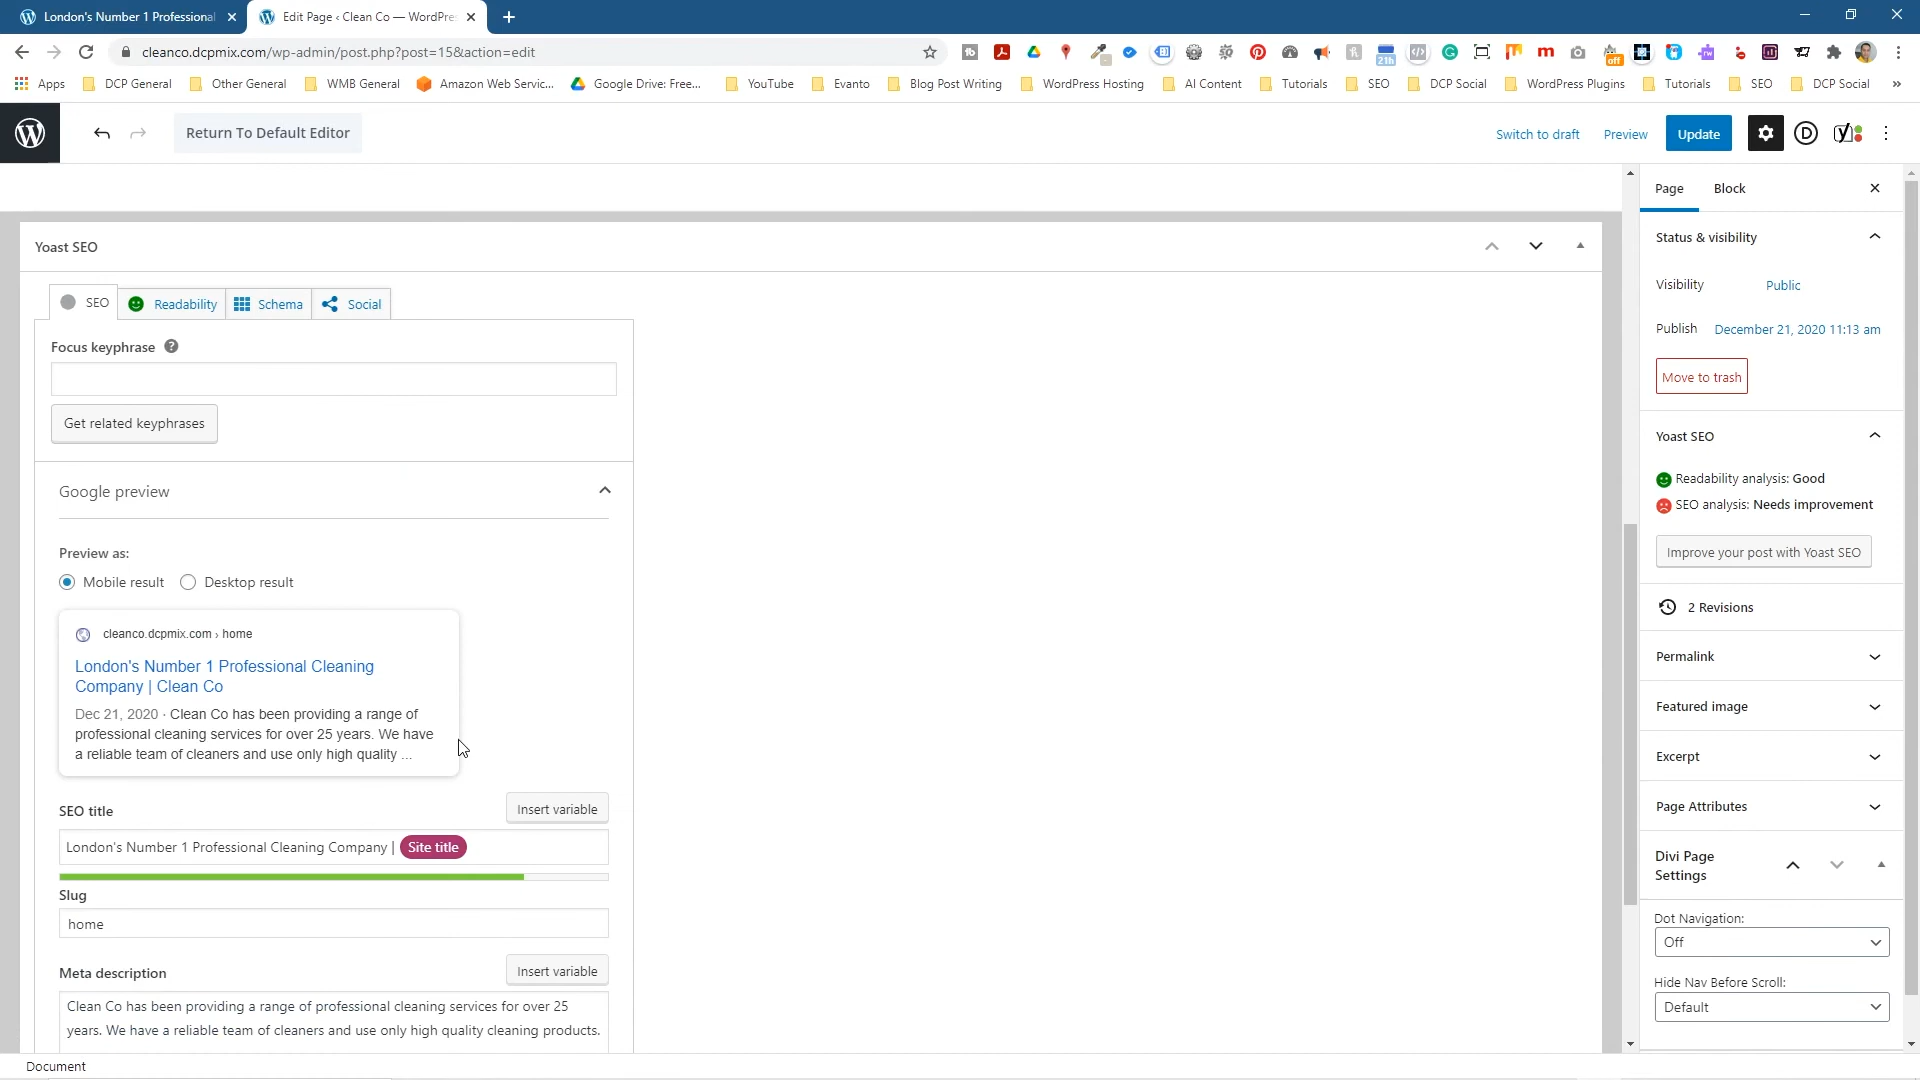 London's Number 1 Professional
Edit Page ‹ Clean Co — WordPres
cleanco.dcpmix.com/wp-admin/post.php?post=15&action=edit
21h
off
Apps
DCP General
Other General
WMB General
Amazon Web Servic...
Google Drive: Free...
YouTube
Evanto
Blog Post Writing
WordPress Hosting
AI Content
Tutorials
SEO
DCP Social
WordPress Plugins
Tutorials
SEO
DCP Social
»
Return To Default Editor
Switch to draft
Preview
Update
Page
Block
Yoast SEO
SEO
Readability
Schema
Social
Focus keyphrase
Get related keyphrases
Google preview
Preview as:
Mobile result
Desktop result
cleanco.dcpmix.com › home
London's Number 1 Professional Cleaning
Company | Clean Co
Dec 21, 2020 · Clean Co has been providing a range of
professional cleaning services for over 25 years. We have
a reliable team of cleaners and use only high quality ...
SEO title
Insert variable
London's Number 1 Professional Cleaning Company | Site title
Slug
home
Meta description
Insert variable
Clean Co has been providing a range of professional cleaning services for over 25
years. We have a reliable team of cleaners and use only high quality cleaning products.
Status & visibility
Visibility
Public
Publish
December 21, 2020 11:13 am
Move to trash
Yoast SEO
Readability analysis: Good
SEO analysis: Needs improvement
Improve your post with Yoast SEO
2 Revisions
Permalink
Featured image
Excerpt
Page Attributes
Divi Page
Settings
Dot Navigation:
Off
Hide Nav Before Scroll:
Default
Document